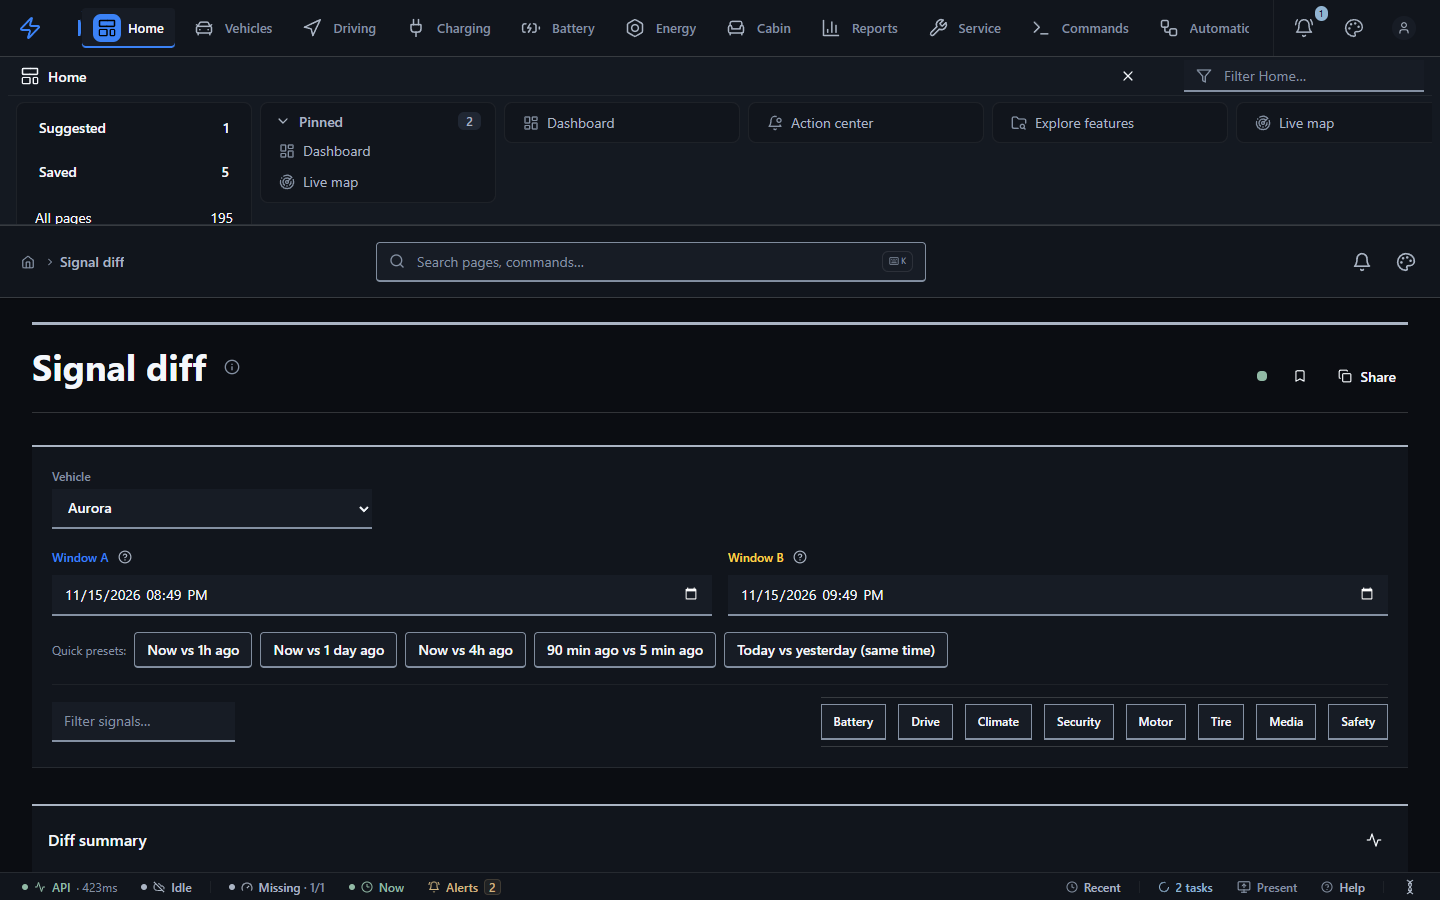 Home
Vehicles
Driving
Charging
Battery
Energy
Cabin
Reports
Service
Commands
Automatic
1
Home
Filter Home...
Suggested 1
Saved 5
All pages 195
Pinned 2
Dashboard
Live map
Dashboard
Action center
Explore features
Live map
Signal diff
Search pages, commands...
K
Signal diff
Share
Vehicle
Aurora
Window A
11/15/2026 08:49 PM
Window B
11/15/2026 09:49 PM
Quick presets:
Now vs 1h ago
Now vs 1 day ago
Now vs 4h ago
90 min ago vs 5 min ago
Today vs yesterday (same time)
Filter signals...
Battery
Drive
Climate
Security
Motor
Tire
Media
Safety
Diff summary
API · 423ms
Idle
Missing · 1/1
Now
Alerts 2
Recent
2 tasks
Present
Help